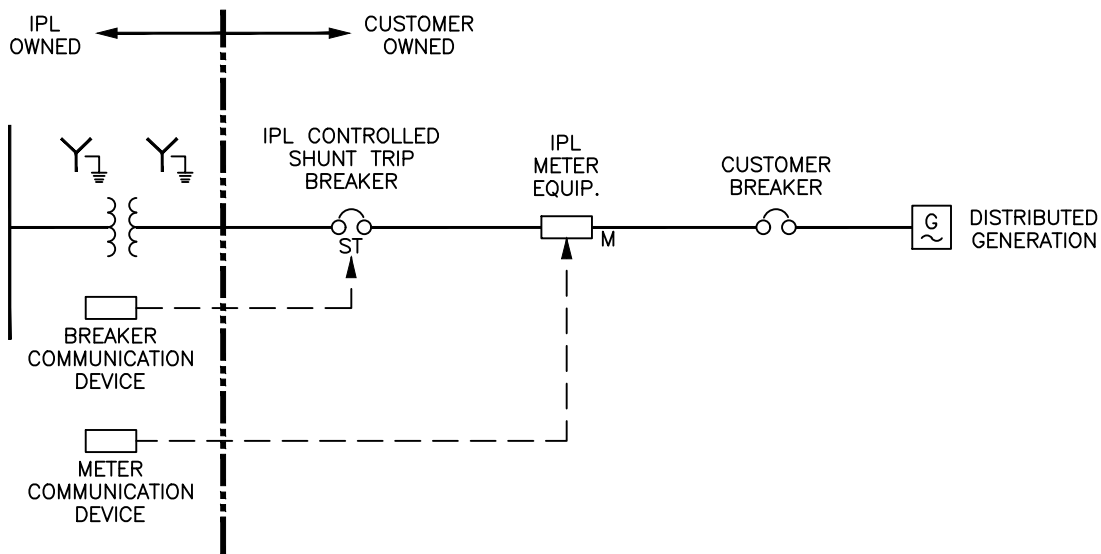 IPL
OWNED
CUSTOMER
OWNED
IPL CONTROLLED
SHUNT TRIP
BREAKER
ST
IPL
METER
EQUIP.
M
CUSTOMER
BREAKER
G
DISTRIBUTED
GENERATION
BREAKER
COMMUNICATION
DEVICE
METER
COMMUNICATION
DEVICE